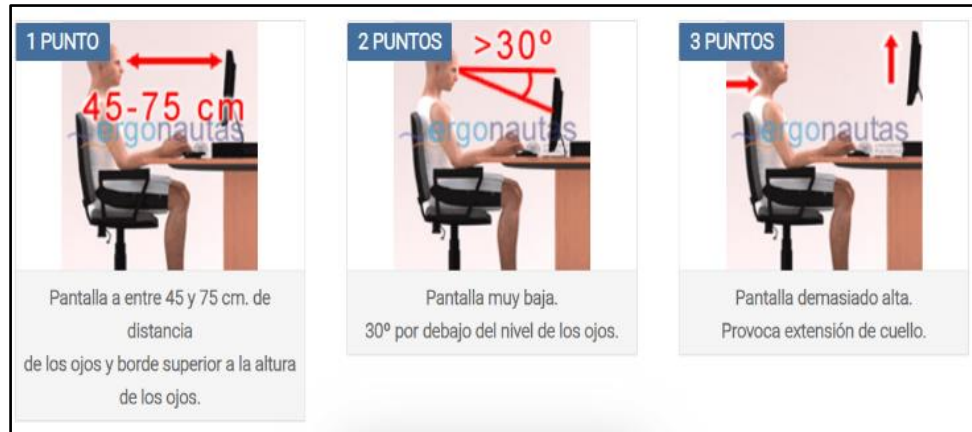 1 PUNTO
45-75 cm
ergonautas
Pantalla a entre 45 y 75 cm. de
distancia
de los ojos y borde superior a la altura
de los ojos.
2 PUNTOS
>30º
ergonautas
Pantalla muy baja.
30º por debajo del nivel de los ojos.
3 PUNTOS
ergonautas
Pantalla demasiado alta.
Provoca extensión de cuello.